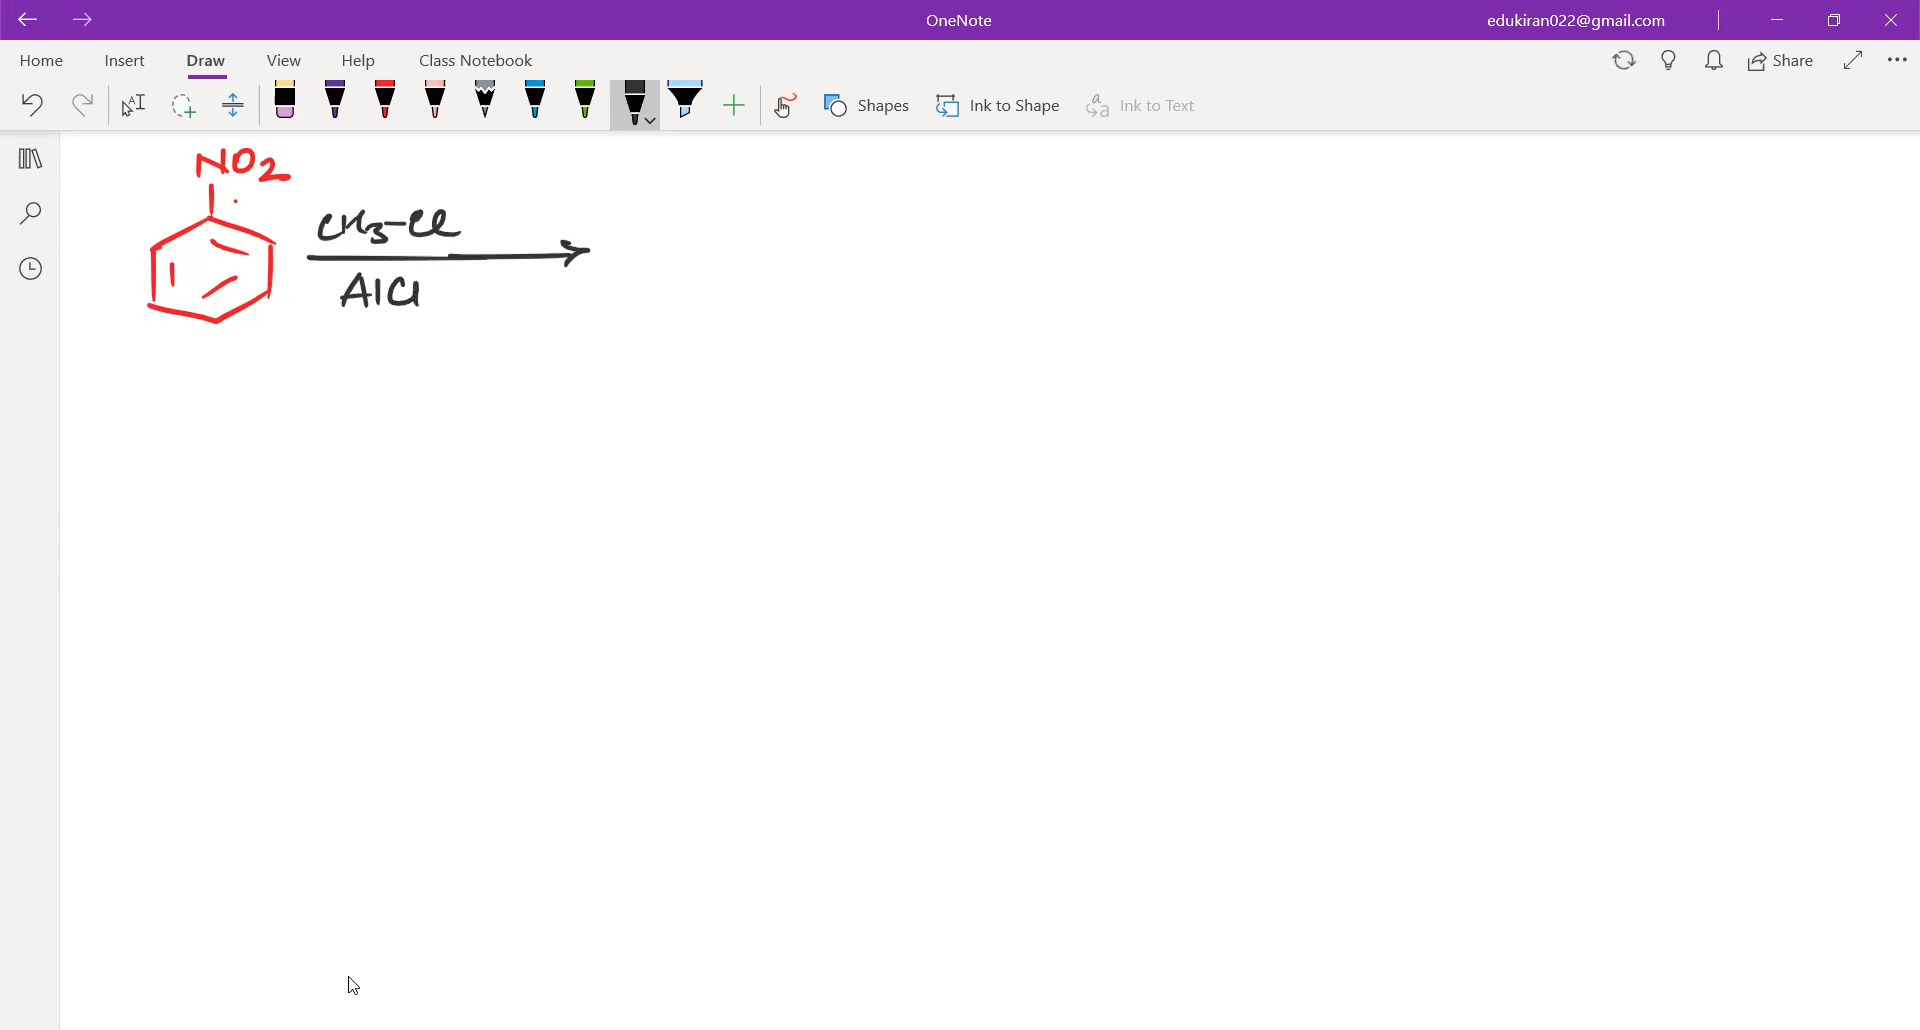 OneNote
edukiran022@gmail.com
Home Insert Draw View Help Class Notebook
Share
Shapes
Ink to Shape
Ink to Text
NO2
CH3-Cl
AlCl